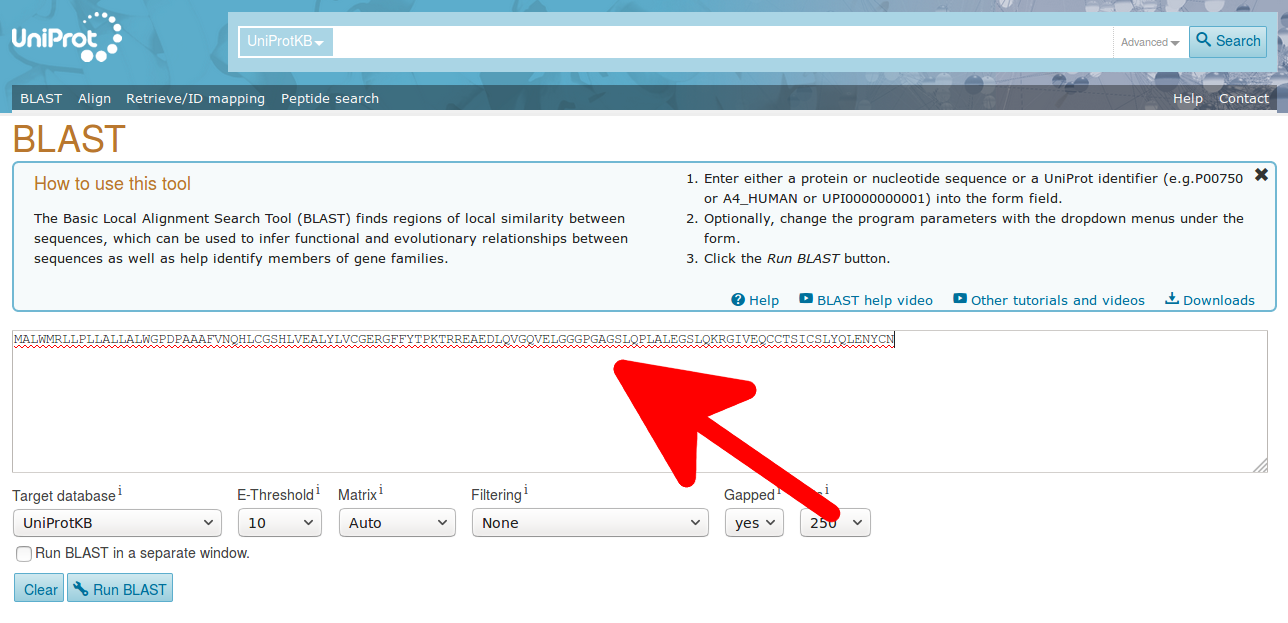 UniProt
UniProtKB
Advanced
Search
BLAST Align Retrieve/ID mapping Peptide search
Help Contact
BLAST
How to use this tool
The Basic Local Alignment Search Tool (BLAST) finds regions of local similarity between
sequences, which can be used to infer functional and evolutionary relationships between
sequences as well as help identify members of gene families.
1. Enter either a protein or nucleotide sequence or a UniProt identifier (e.g.P00750
or A4_HUMAN or UPI0000000001) into the form field.
2. Optionally, change the program parameters with the dropdown menus under the
form.
3. Click the Run BLAST button.
Help BLAST help video Other tutorials and videos Downloads
MALWMRLLPLLALLALWGPDPAAAFVNQHLCGSHLVEALYLVCGERGFFYTPKTRREAEDLQVGQVELGGGPGAGSLQPLALEGSLQKRGIVEQCCTSICSLYQLENYCN
Target database i E-Threshold i Matrix i Filtering i Gapped i
UniProtKB 10 Auto None yes 250
Run BLAST in a separate window.
Clear Run BLAST